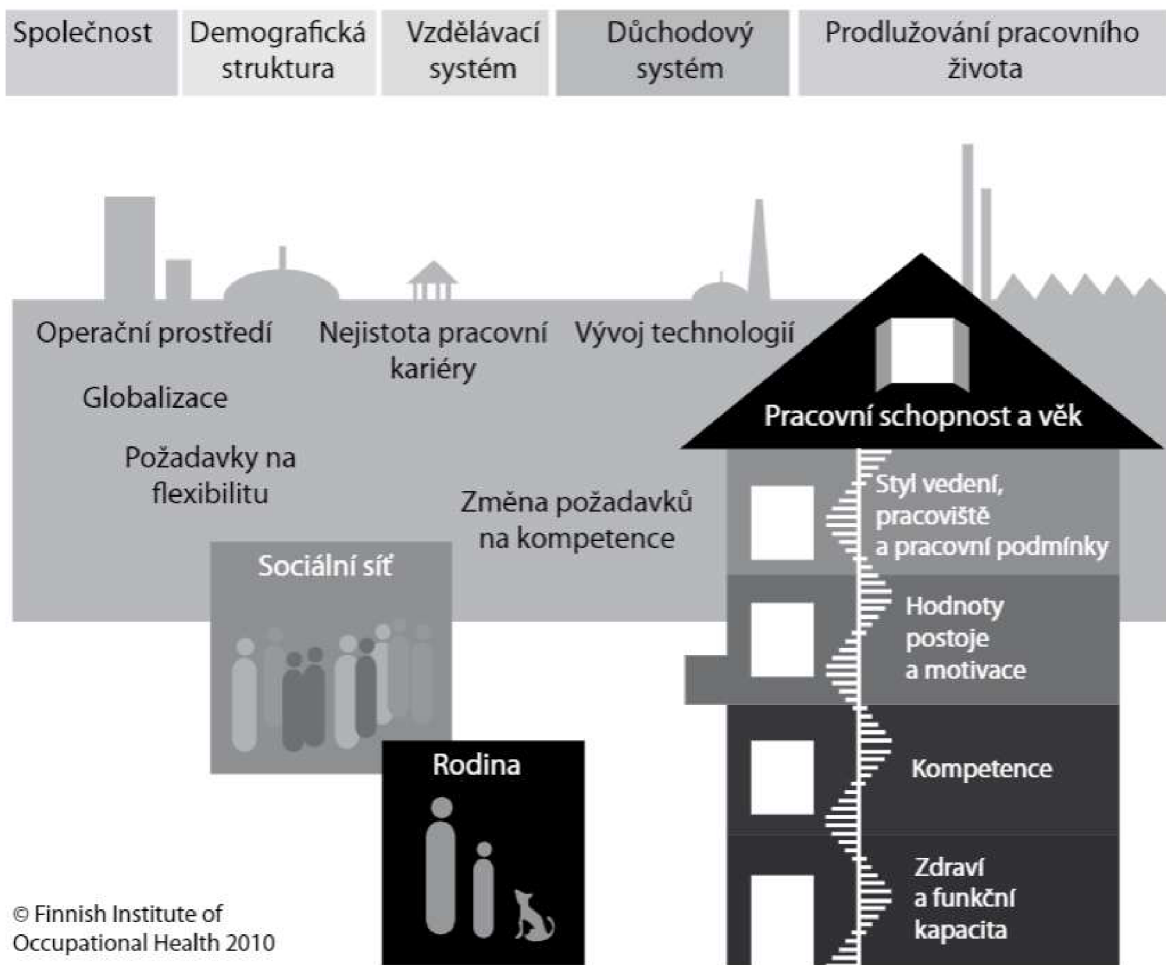 Společnost
Demografická
struktura
Vzdělávací
systém
Důchodový
systém
Prodlužování pracovního
života
Operační prostředí
Nejistota pracovní
kariéry
Vývoj technologií
Globalizace
Požadavky na
flexibilitu
Změna požadavků
na kompetence
Sociální síť
Rodina
Pracovní schopnost a věk
Styl vedení,
pracoviště
a pracovní podmínky
Hodnoty
postoje
a motivace
Kompetence
Zdraví
a funkční
kapacita
© Finnish Institute of
Occupational Health 2010